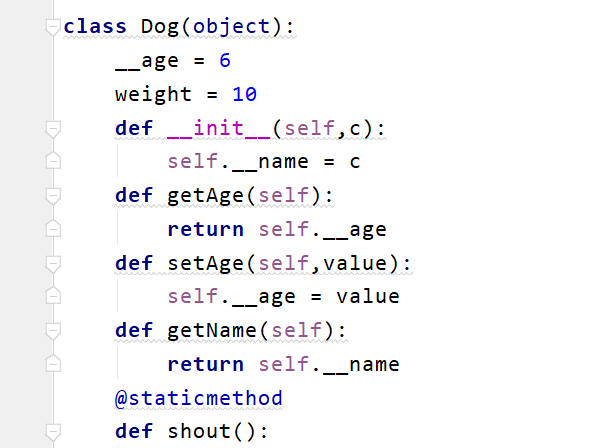 class Dog(object):
    __age = 6
    weight = 10
    def __init__(self,c):
        self.__name = c
    def getAge(self):
        return self.__age
    def setAge(self,value):
        self.__age = value
    def getName(self):
        return self.__name
    @staticmethod
    def shout():